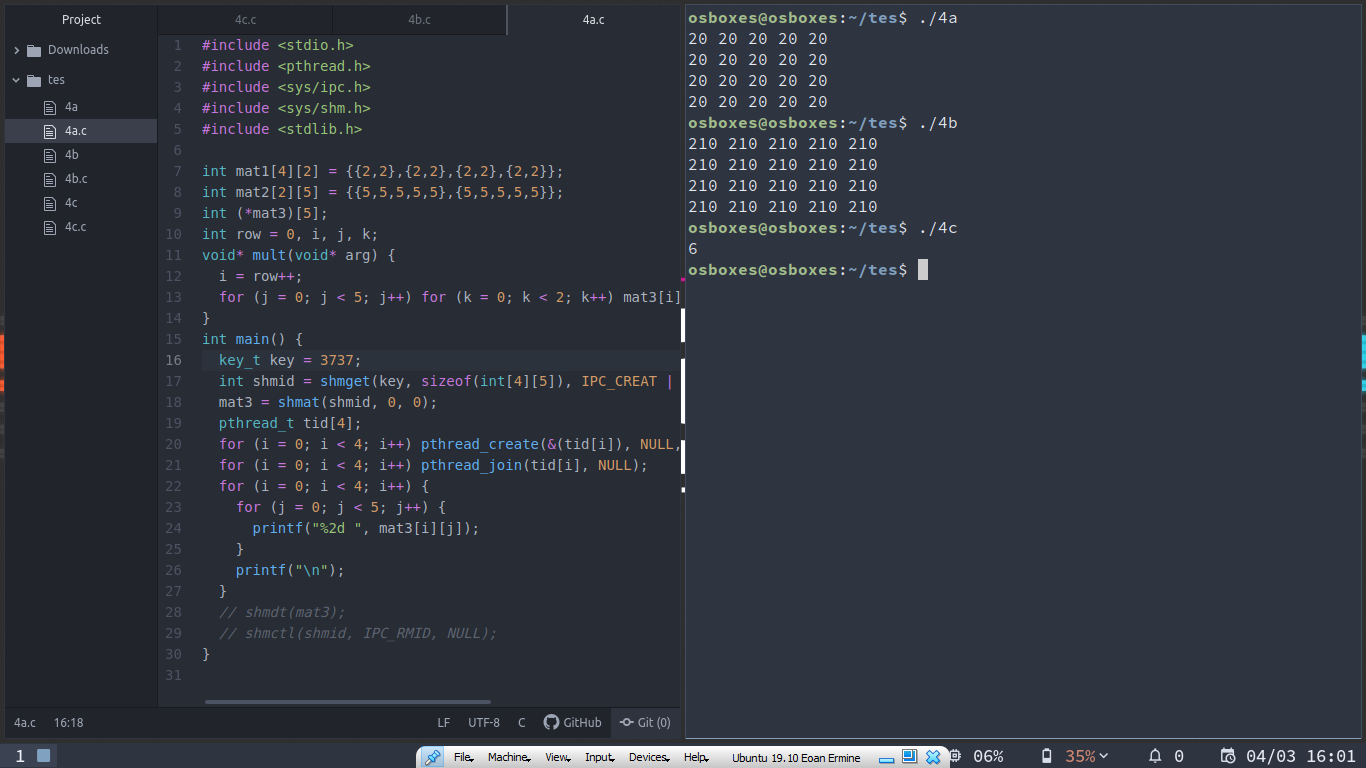 Project
Downloads
tes
4a
4a.c
4b
4b.c
4c
4c.c
4c.c
4b.c
4a.c
1 #include <stdio.h>
2 #include <pthread.h>
3 #include <sys/ipc.h>
4 #include <sys/shm.h>
5 #include <stdlib.h>
6
7 int mat1[4][2] = {{2,2},{2,2},{2,2},{2,2}};
8 int mat2[2][5] = {{5,5,5,5,5},{5,5,5,5,5}};
9 int (*mat3)[5];
10 int row = 0, i, j, k;
11 void* mult(void* arg) {
12   i = row++;
13   for (j = 0; j < 5; j++) for (k = 0; k < 2; k++) mat3[i]
14 }
15 int main() {
16   key_t key = 3737;
17   int shmid = shmget(key, sizeof(int[4][5]), IPC_CREAT |
18   mat3 = shmat(shmid, 0, 0);
19   pthread_t tid[4];
20   for (i = 0; i < 4; i++) pthread_create(&(tid[i]), NULL,
21   for (i = 0; i < 4; i++) pthread_join(tid[i], NULL);
22   for (i = 0; i < 4; i++) {
23     for (j = 0; j < 5; j++) {
24       printf("%2d ", mat3[i][j]);
25     }
26     printf("\n");
27   }
28   // shmdt(mat3);
29   // shmctl(shmid, IPC_RMID, NULL);
30 }
31
4a.c 16:18 LF UTF-8 C GitHub Git (0)
osboxes@osboxes:~/tes$ ./4a
20 20 20 20 20
20 20 20 20 20
20 20 20 20 20
20 20 20 20 20
osboxes@osboxes:~/tes$ ./4b
210 210 210 210 210
210 210 210 210 210
210 210 210 210 210
210 210 210 210 210
osboxes@osboxes:~/tes$ ./4c
6
osboxes@osboxes:~/tes$
1 File Machine View Input Devices Help Ubuntu 19.10 Eoan Ermine 06% 35% 0 04/03 16:01